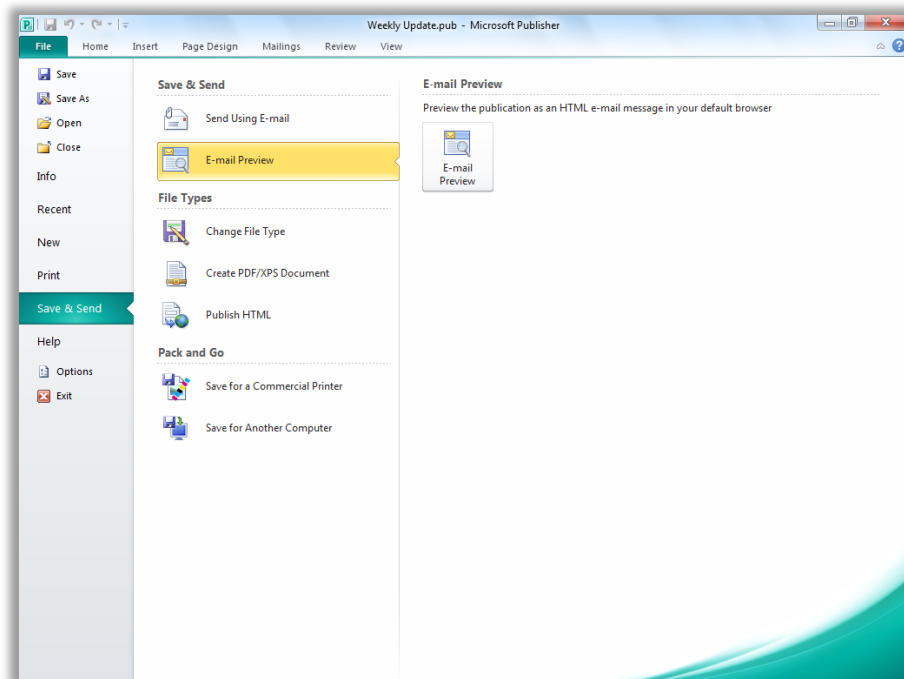 Weekly Update.pub - Microsoft Publisher
File Home Insert Page Design Mailings Review View
Save
Save As
Open
Close
Info
Recent
New
Print
Save & Send
Help
Options
Exit
Save & Send
Send Using E-mail
E-mail Preview
File Types
Change File Type
Create PDF/XPS Document
Publish HTML
Pack and Go
Save for a Commercial Printer
Save for Another Computer
E-mail Preview
Preview the publication as an HTML e-mail message in your default browser
E-mail
Preview